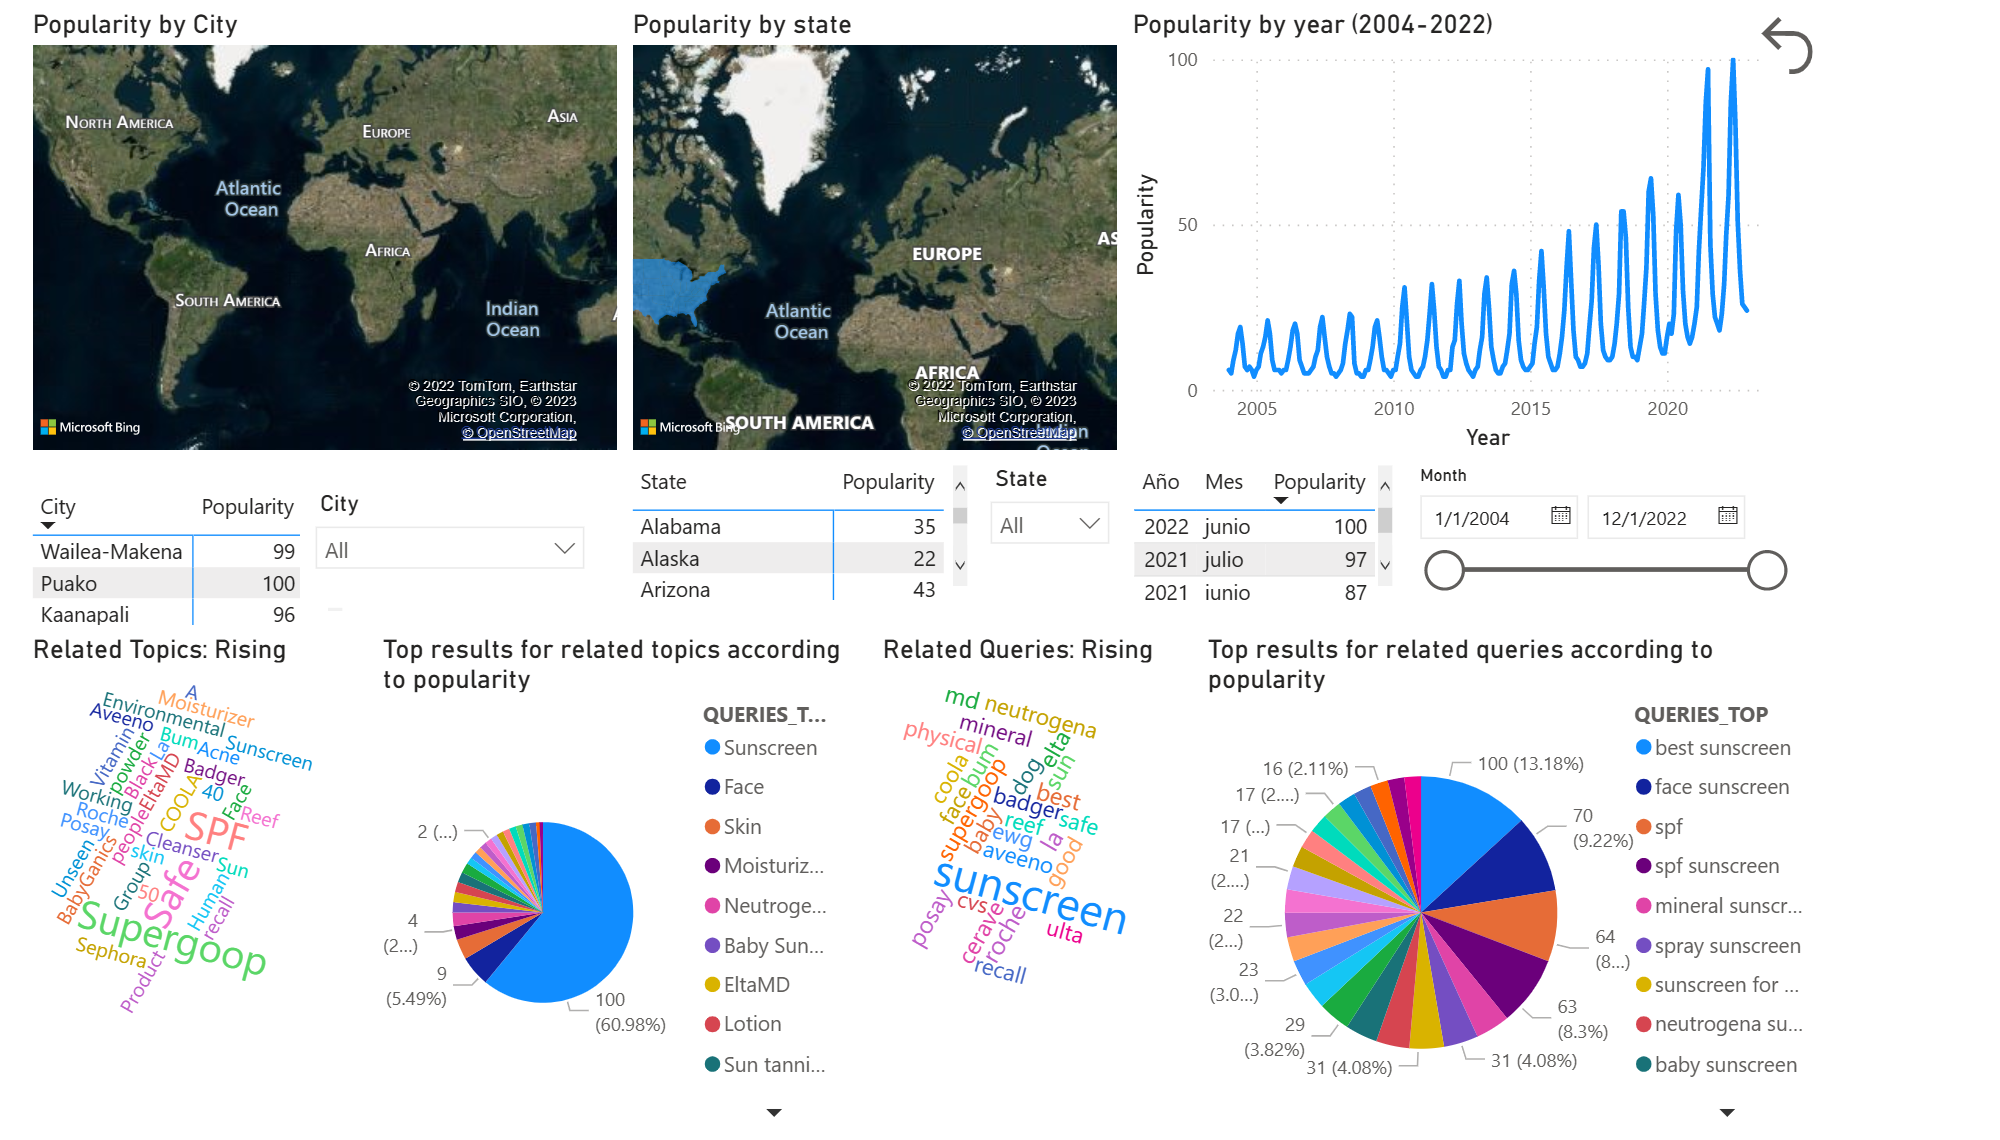 Popularity by City
NORTH AMERICA
EUROPE
ASIA
Atlantic
Ocean
AFRICA
SOUTH AMERICA
Indian
Ocean
A
© 2022 TomTom, Earthstar
Geographics SIO, © 2023
Microsoft Corporation,
© OpenStreetMap
Microsoft Bing
Popularity by state
EUROPE
AS
Atlantic
Ocean
AFRICA
© 2022 TomTom, Earthstar
Geographics SIO, © 2023
Microsoft Corporation,
© OpenStreetMap
Microsoft Bing
SOUTH AMERICA
Indian
Ocean
Popularity by year (2004-2022)
Popularity
100
50
0
2005
2010
2015
2020
Year
City Popularity
Wailea-Makena 99
Puako 100
Kaanapali 96
City
All
State Popularity
Alabama 35
Alaska 22
Arizona 43
State
All
Año Mes Popularity
2022 junio 100
2021 julio 97
2021 junio 87
Month
1/1/2004
12/1/2022
Related Topics: Rising
A
Moisturizer
Environmental
Aveeno
Sunscreen
Bum
Acne
Vitamin
powder
Black
La
EltaMD
Badger
40
Face
Working
COOLA
Reef
Roche
Posay
people
SPF
Cleanser
skin
Sun
Unseen
BabyGanics
Group
50
Safe
Human
recall
Supergoop
Sephora
Product
Top results for related topics according
to popularity
2 (...)
4
(2...)
9
(5.49%)
100
(60.98%)
QUERIES_T...
Sunscreen
Face
Skin
Moisturiz...
Neutroge...
Baby Sun...
EltaMD
Lotion
Sun tanni...
Related Queries: Rising
md
neutrogena
mineral
physical
elta
bum
sun
coola
dog
face
supergoop
badger
best
baby
reef
safe
ewg
la
aveeno
good
sunscreen
posay
cvs
cerave
roche
ulta
recall
Top results for related queries according to
popularity
16 (2.11%)
17 (2....)
17 (...)
21
(2....)
22
(2...)
23
(3.0...)
29
(3.82%)
31 (4.08%)
31 (4.08%)
63
(8.3%)
64
(8...)
70
(9.22%)
100 (13.18%)
QUERIES_TOP
best sunscreen
face sunscreen
spf
spf sunscreen
mineral sunscr...
spray sunscreen
sunscreen for ...
neutrogena su...
baby sunscreen